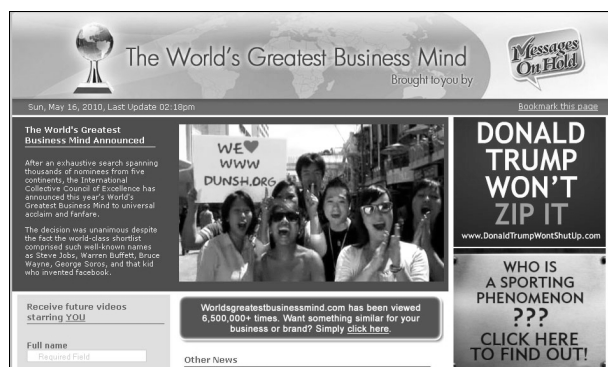 The World's Greatest Business Mind
Brought to you by
Messages
On Hold
Sun, May 16, 2010, Last Update 02:18pm
Bookmark this page
The World's Greatest
Business Mind Announced
After an exhaustive search spanning
thousands of nominees from five
continents, the International
Collective Council of Excellence has
announced this year's World's
Greatest Business Mind to universal
acclaim and fanfare.
The decision was unanimous despite
the fact the world-class shortlist
comprised such well-known names
as Steve Jobs, Warren Buffett, Bruce
Wayne, George Soros, and that kid
who invented facebook.
WE
WWW
DUNSH.ORG
DONALD
TRUMP
WON'T
ZIP IT
www.DonaldTrumpWontShutUp.com
WHO IS
A SPORTING
PHENOMENON
???
CLICK HERE
TO FIND OUT!
Receive future videos
starring YOU
Full name
Required Field
Worldsgreatestbusinessmind.com has been viewed
6,500,000+ times. Want something similar for your
business or brand? Simply click here.
Other News